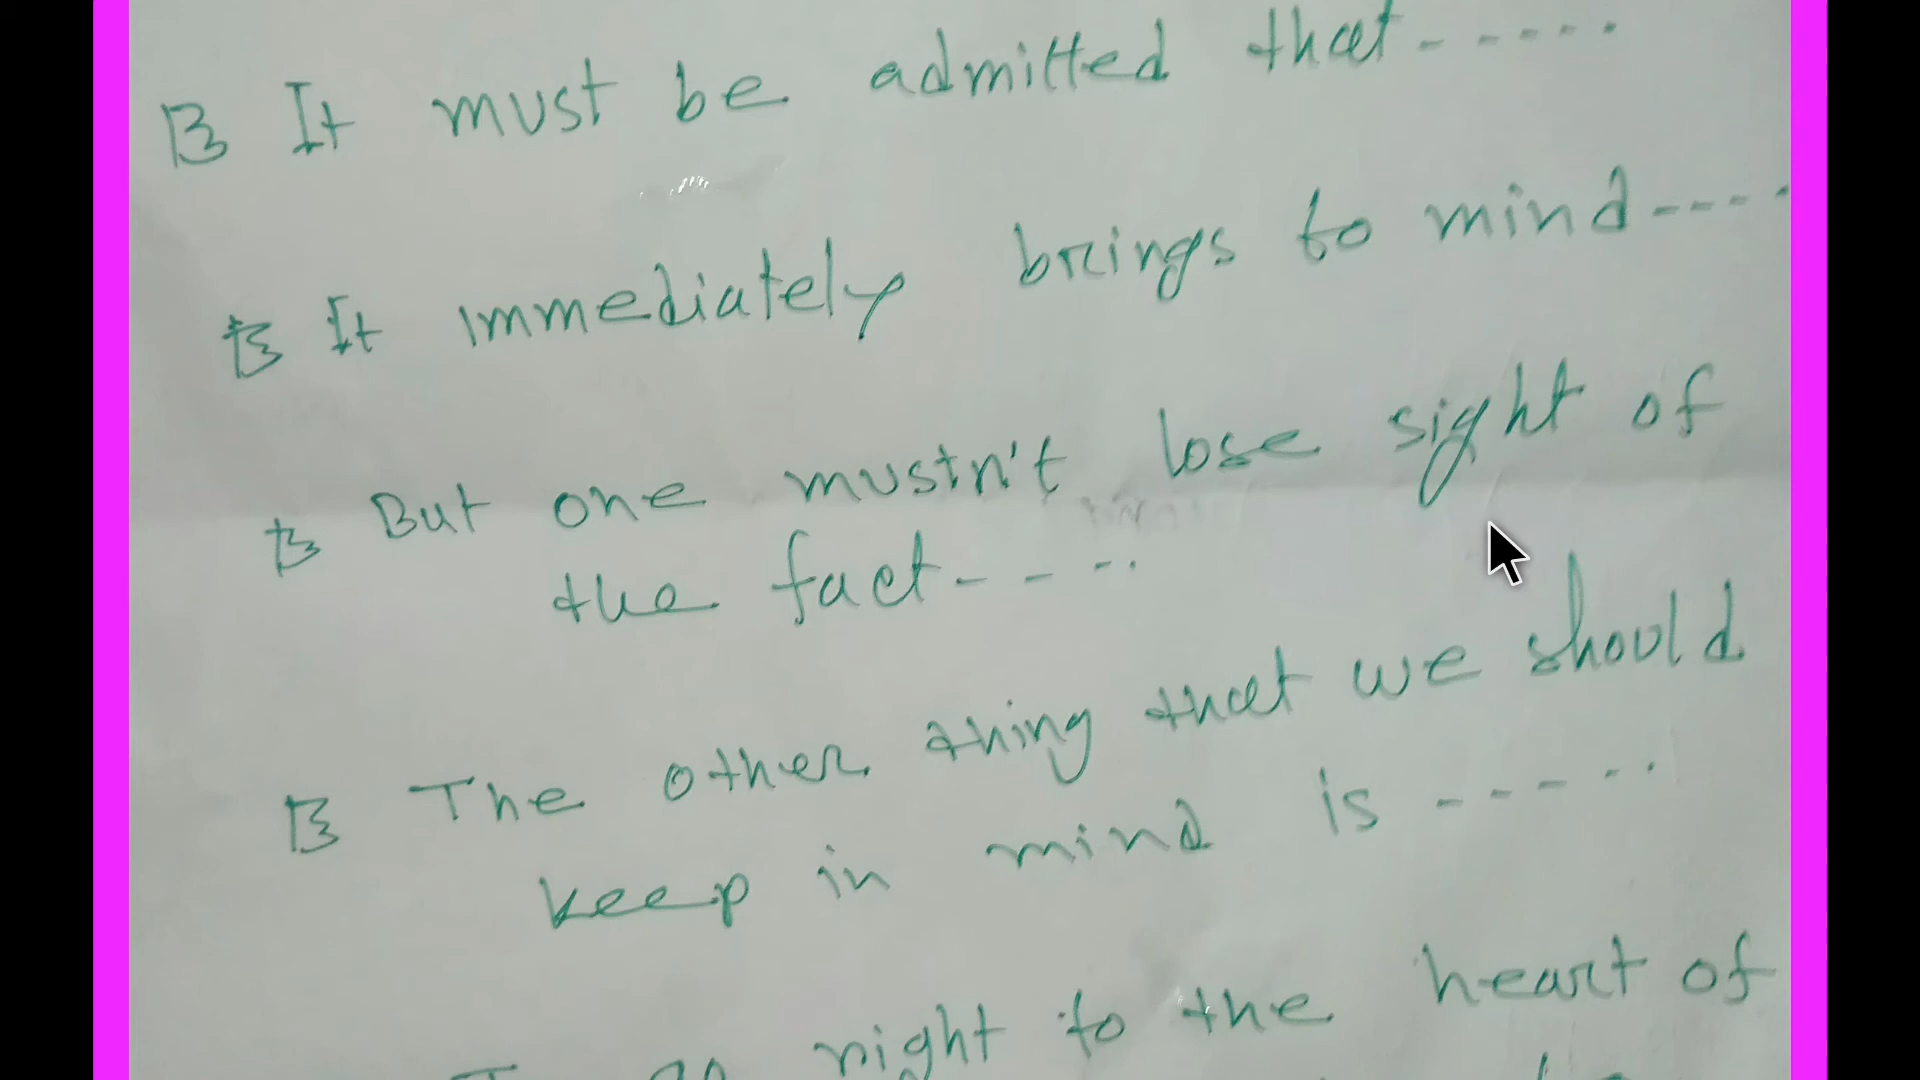 It must be admitted that-----
It immediately brings to mind----
But one mustn't lose sight of
the fact----
The other thing that we should
keep in mind is -----
right to the heart of